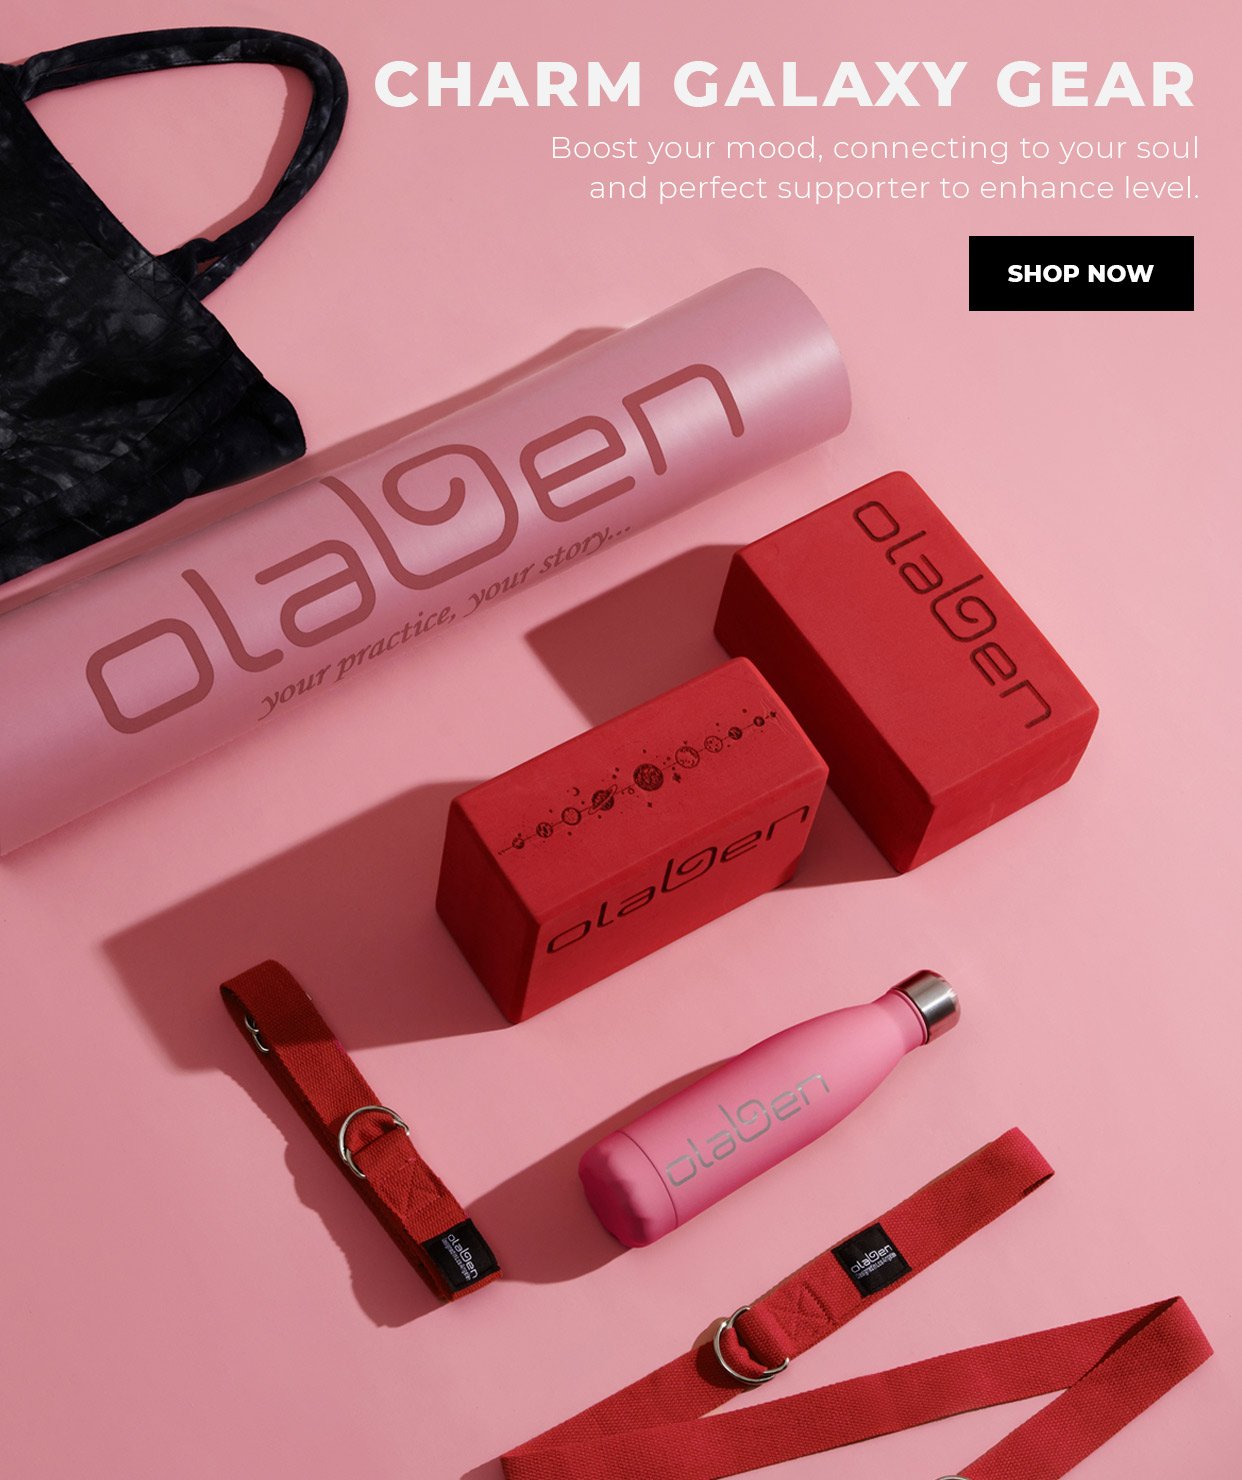 CHARM GALAXY GEAR
Boost your mood, connecting to your soul
and perfect supporter to enhance level.
SHOP NOW
olaben
your practice, your story...
olaben
olaben
olaben
olaben
olaben